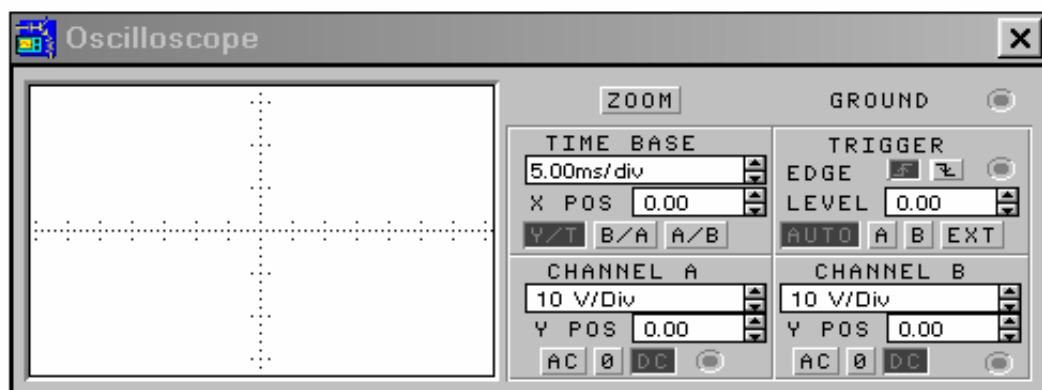 Oscilloscope
ZOOM GROUND
TIME BASE
5.00ms/div
X POS 0.00
Y/T B/A A/B
TRIGGER
EDGE
LEVEL 0.00
AUTO A B EXT
CHANNEL A
10 V/Div
Y POS 0.00
AC 0 DC
CHANNEL B
10 V/Div
Y POS 0.00
AC 0 DC